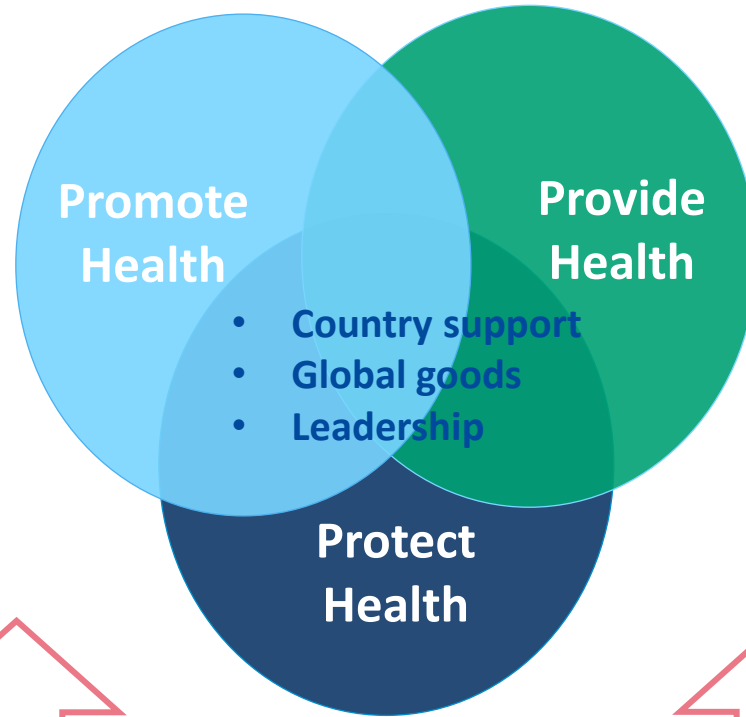 Promote
Health
Provide
Health
• Country support
• Global goods
• Leadership
Protect
Health